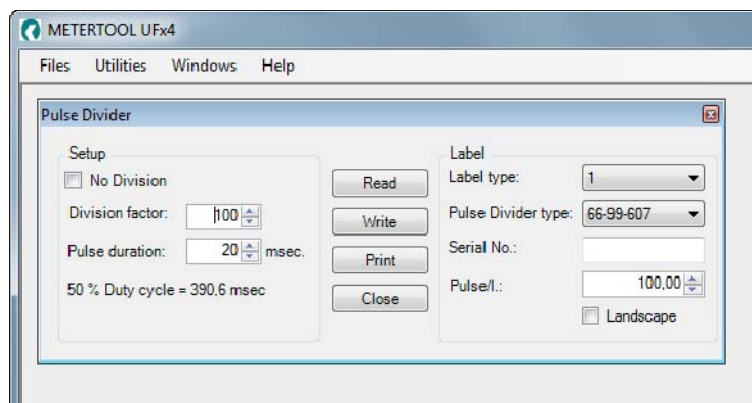 METERTOOL UFx4
Files Utilities Windows Help
Pulse Divider
Setup
No Division
Division factor: 100
Pulse duration: 20 msec.
50 % Duty cycle = 390,6 msec
Read
Write
Print
Close
Label
Label type: 1
Pulse Divider type: 66-99-607
Serial No.:
Pulse/l.: 100,00
Landscape